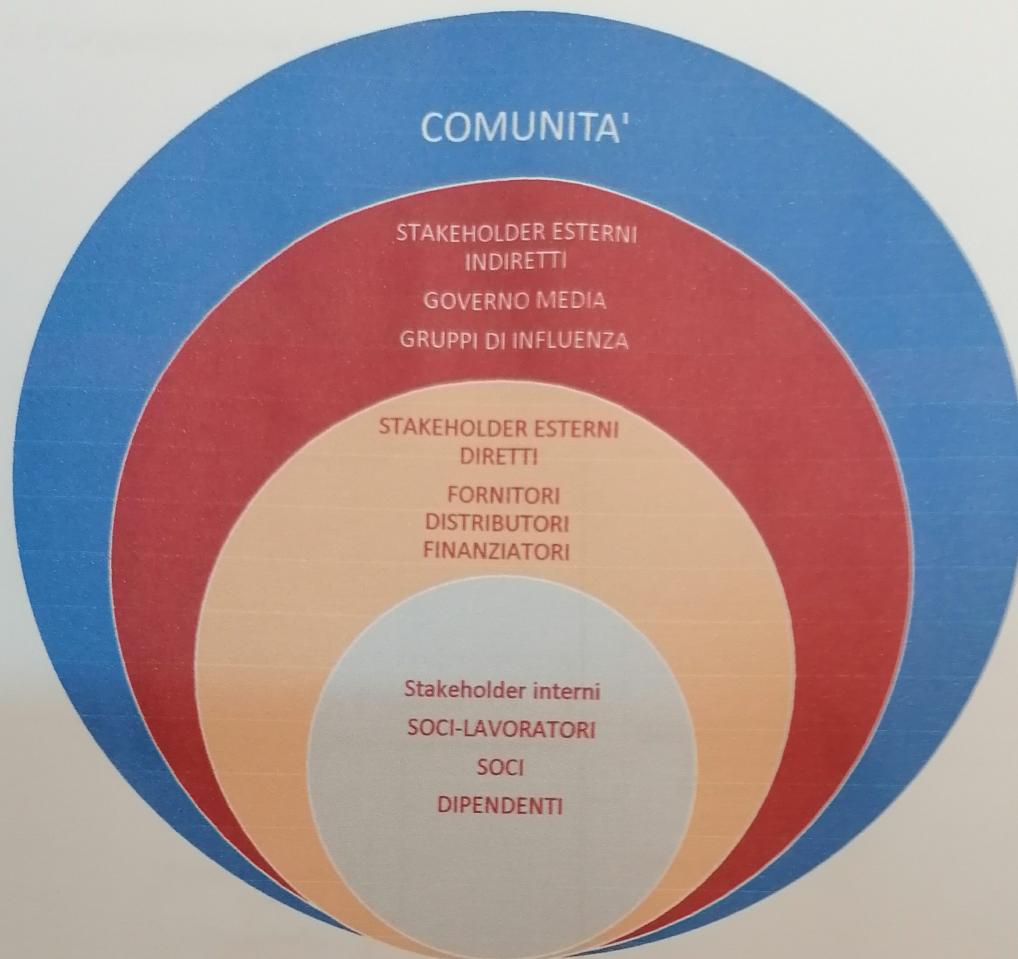 COMUNITA'
STAKEHOLDER ESTERNI
INDIRETTI
GOVERNO MEDIA
GRUPPI DI INFLUENZA
STAKEHOLDER ESTERNI
DIRETTI
FORNITORI
DISTRIBUTORI
FINANZIATORI
Stakeholder interni
SOCI-LAVORATORI
SOCI
DIPENDENTI